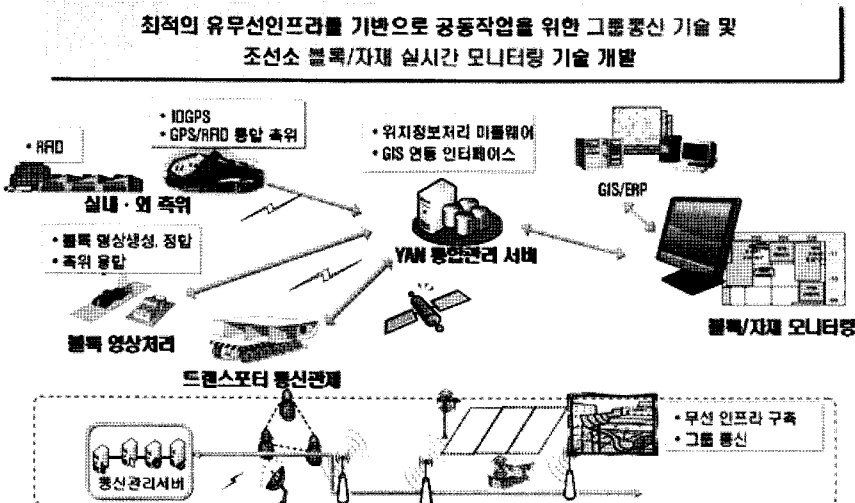 최적의 유무선인프라를 기반으로 공동작업을 위한 그룹통신 기술 및
조선소 블록/자재 실시간 모니터링 기술 개발
• RFID
• IDGPS
• GPS/RFID 통합 측위
실내 · 외 측위
• 위치정보처리 미들웨어
• GIS 연동 인터페이스
GIS/ERP
• 블록 영상생성, 정합
• 측위 융합
블록 영상처리
YAN 통합관리 서버
블록/자재 모니터링
트랜스포터 통신관제
통신관리서버
• 무선 인프라 구축
• 그룹 통신